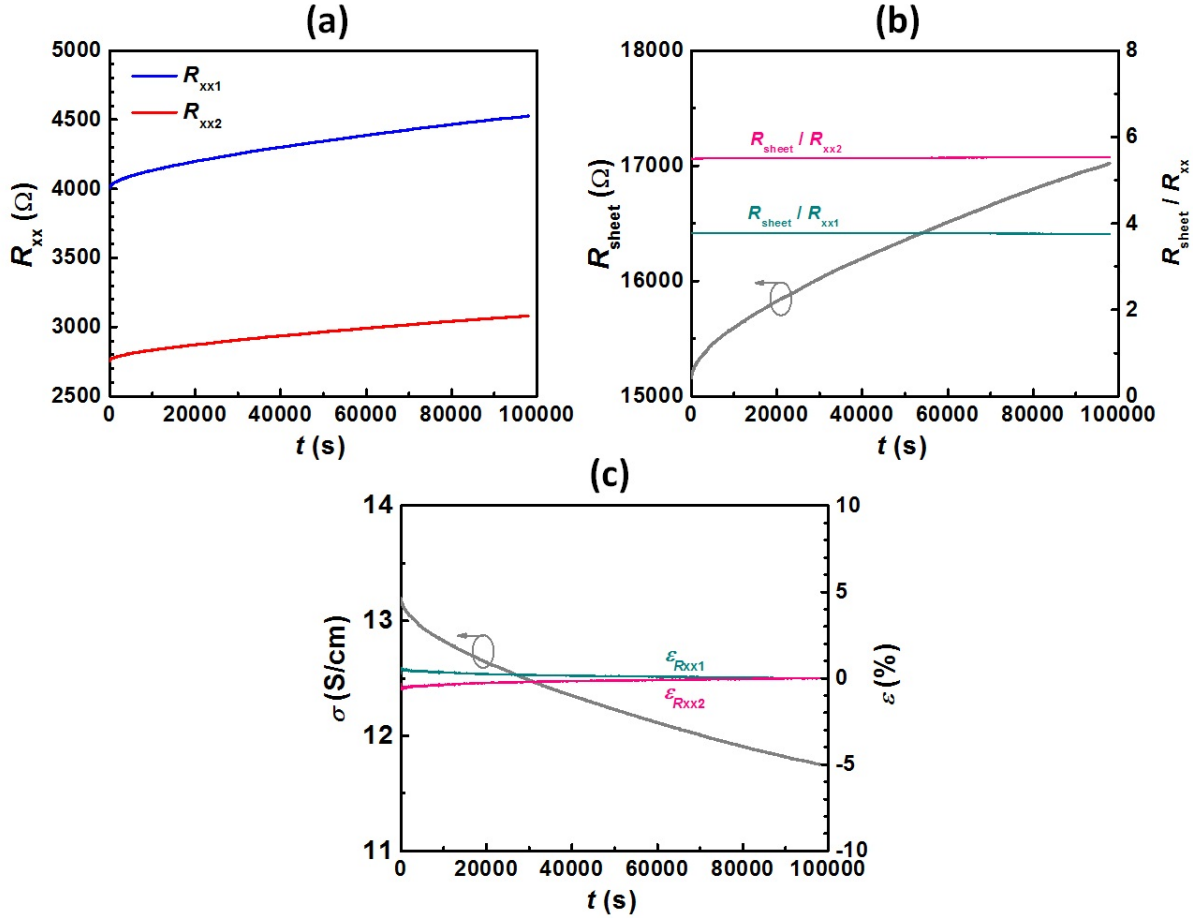 (a)
5000
4500
4000
3500
3000
2500
R_xx (Ω)
R_xx1
R_xx2
0 20000 40000 60000 80000 100000
t (s)
(b)
18000
17000
16000
15000
R_sheet (Ω)
R_sheet / R_xx2
R_sheet / R_xx1
8
6
4
2
0
R_sheet / R_xx
0 20000 40000 60000 80000 100000
t (s)
(c)
14
13
12
11
σ (S/cm)
ε_Rxx1
ε_Rxx2
10
5
0
-5
-10
ε (%)
0 20000 40000 60000 80000 100000
t (s)